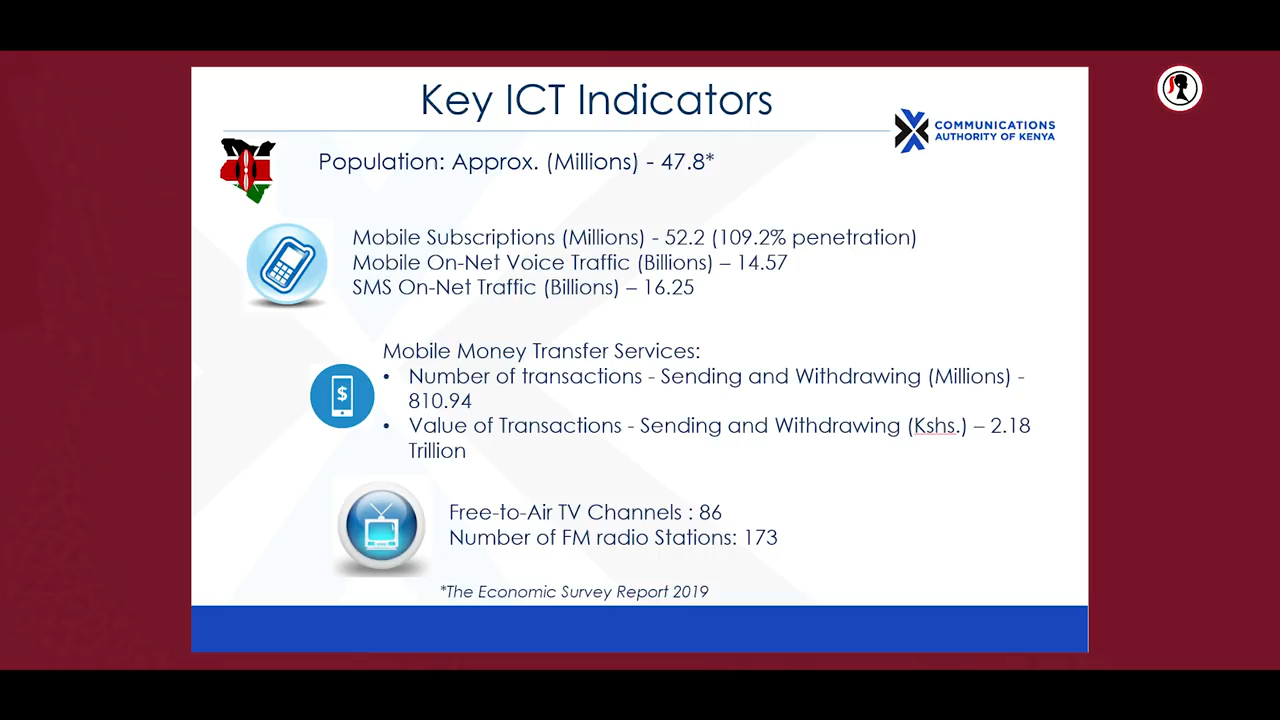 Key ICT Indicators
COMMUNICATIONS
AUTHORITY OF KENYA
Population: Approx. (Millions) - 47.8*
Mobile Subscriptions (Millions) - 52.2 (109.2% penetration)
Mobile On-Net Voice Traffic (Billions) – 14.57
SMS On-Net Traffic (Billions) – 16.25
Mobile Money Transfer Services:
• Number of transactions - Sending and Withdrawing (Millions) -
810.94
$
• Value of Transactions - Sending and Withdrawing (Kshs.) – 2.18
Trillion
Free-to-Air TV Channels : 86
Number of FM radio Stations: 173
*The Economic Survey Report 2019